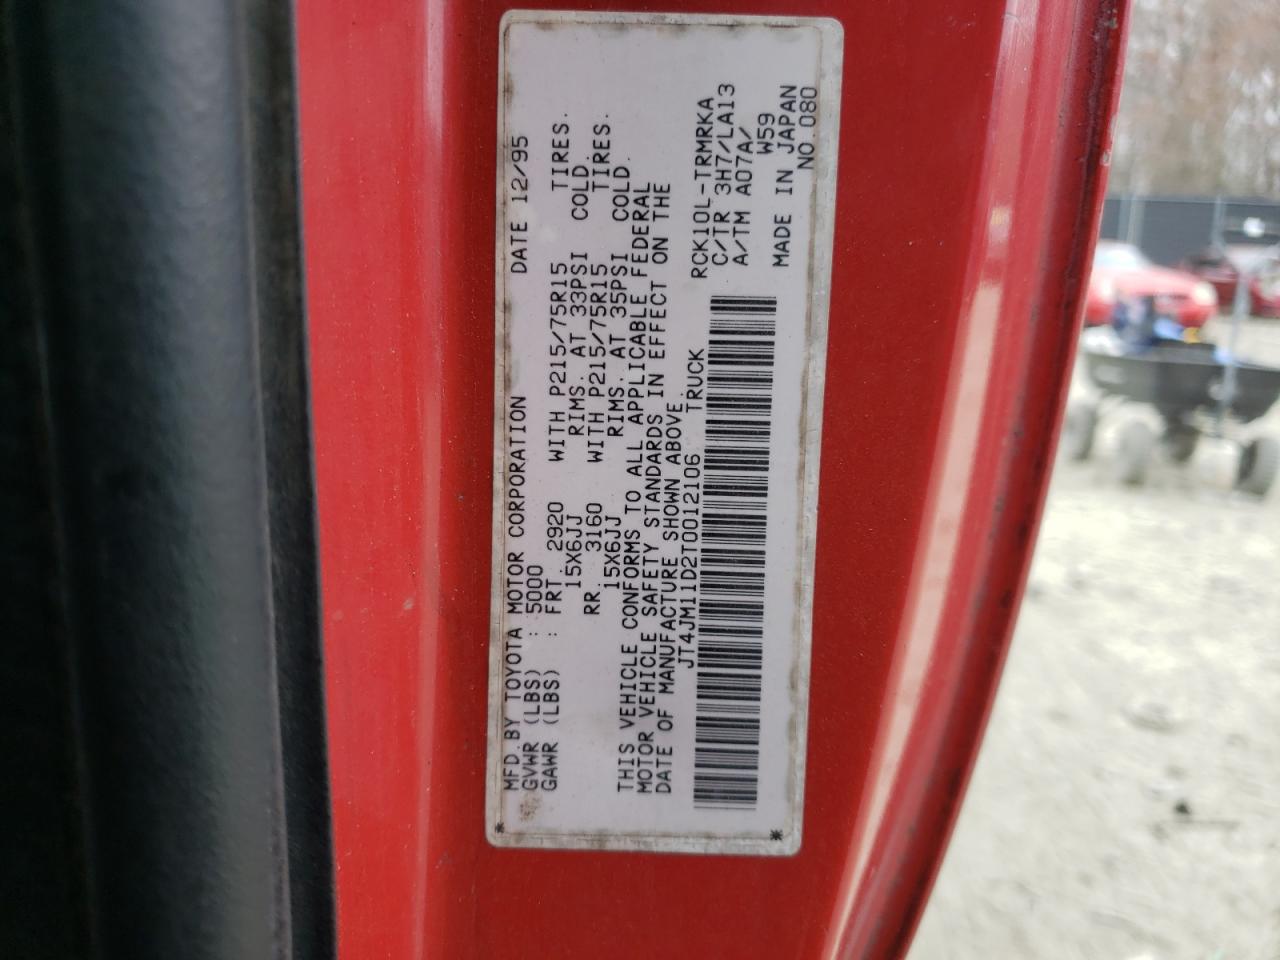 MFD. BY TOYOTA MOTOR CORPORATION DATE 12/95
GVWR (LBS) : 5000
GAWR (LBS) : FRT. 2920 WITH P215/75R15 TIRES.
15X6JJ RIMS. AT 33PSI COLD.
RR. 3160 WITH P215/75R15 TIRES.
15X6JJ RIMS. AT 35PSI COLD.
THIS VEHICLE CONFORMS TO ALL APPLICABLE FEDERAL
MOTOR VEHICLE SAFETY STANDARDS IN EFFECT ON THE
DATE OF MANUFACTURE SHOWN ABOVE.
JT4JM11D2T0012106 TRUCK
RCK10L-TRMRKA
C/TR 3H7/LA13
A/TM A07A/
W59
MADE IN JAPAN
NO.080